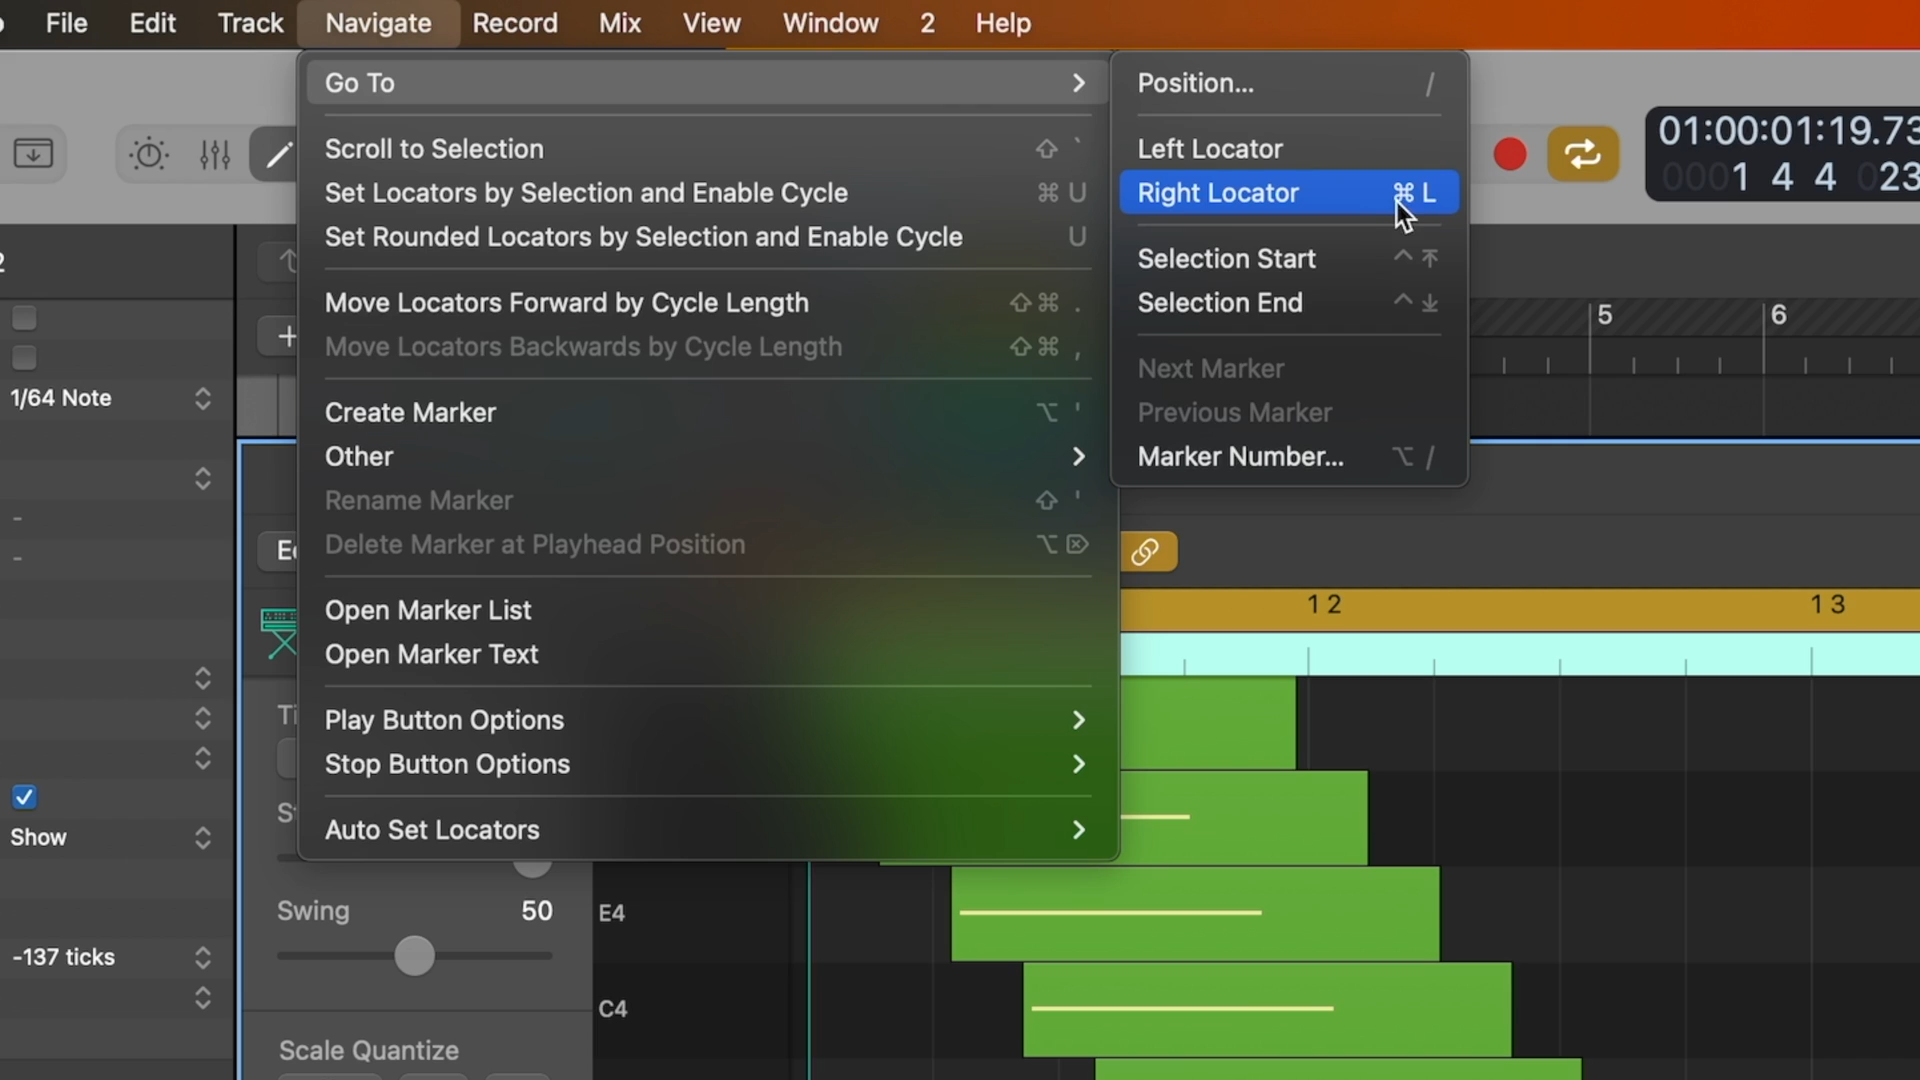 File Edit Track Navigate Record Mix View Window 2 Help
Go To
Position... /
01:00:01:19.73
0001 4 4 023
Scroll to Selection ⇧ `
Left Locator
Set Locators by Selection and Enable Cycle ⌘ U
Right Locator ⌘ L
Set Rounded Locators by Selection and Enable Cycle U
Selection Start ^ ⤒
2
Move Locators Forward by Cycle Length ⇧ ⌘ .
Selection End ^ ⤓
5 6
Move Locators Backwards by Cycle Length ⇧ ⌘ ,
Next Marker
1/64 Note
Create Marker ⌥ '
Previous Marker
Other
Marker Number... ⌥ /
Rename Marker ⇧ '
Delete Marker at Playhead Position ⌥ ⌦
Open Marker List
1 2 1 3
Open Marker Text
Play Button Options
Stop Button Options
Auto Set Locators
Show
Swing 50
E4
-137 ticks
C4
Scale Quantize